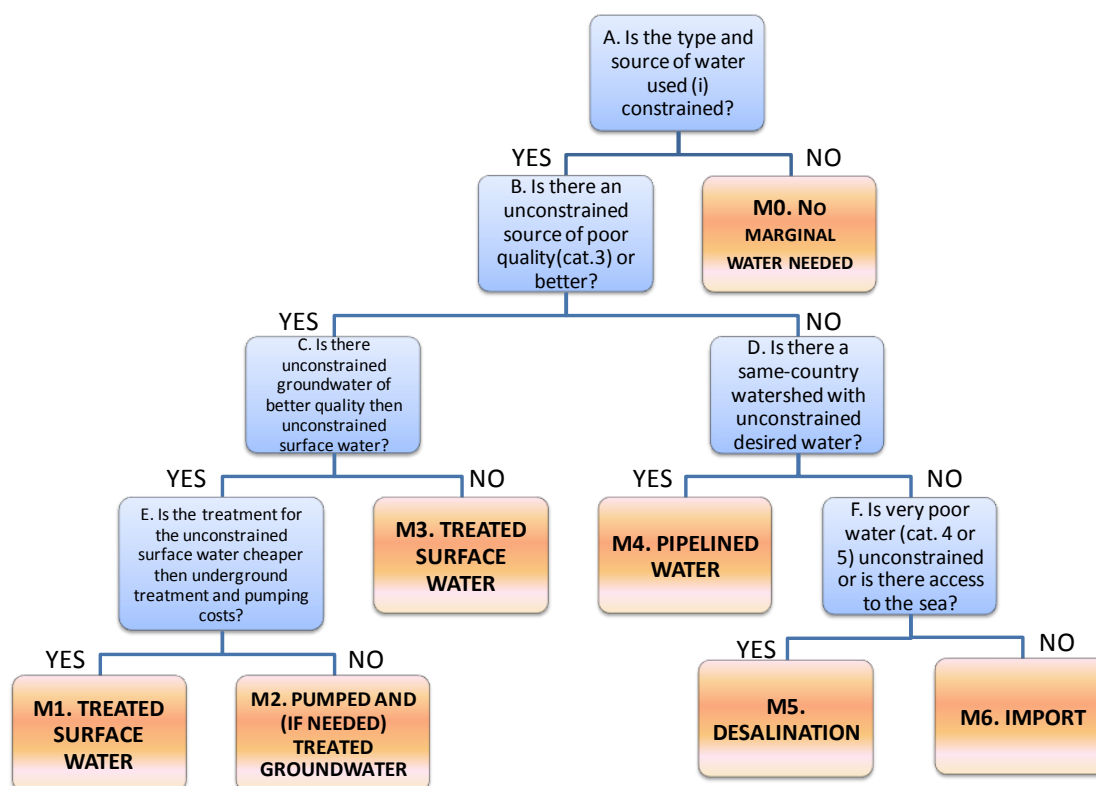 A. Is the type and
source of water
used (i)
constrained?
YES
NO
B. Is there an
unconstrained
source of poor
quality(cat.3) or
better?
M0. No
MARGINAL
WATER NEEDED
YES
NO
C. Is there
unconstrained
groundwater of
better quality then
unconstrained
surface water?
D. Is there a
same-country
watershed with
unconstrained
desired water?
YES
NO
YES
NO
E. Is the treatment for
the unconstrained
surface water cheaper
then underground
treatment and pumping
costs?
M3. TREATED
SURFACE
WATER
M4. PIPELINED
WATER
F. Is very poor
water (cat. 4 or
5) unconstrained
or is there access
to the sea?
YES
NO
YES
NO
M1. TREATED
SURFACE
WATER
M2. PUMPED AND
(IF NEEDED)
TREATED
GROUNDWATER
M5.
DESALINATION
M6. IMPORT